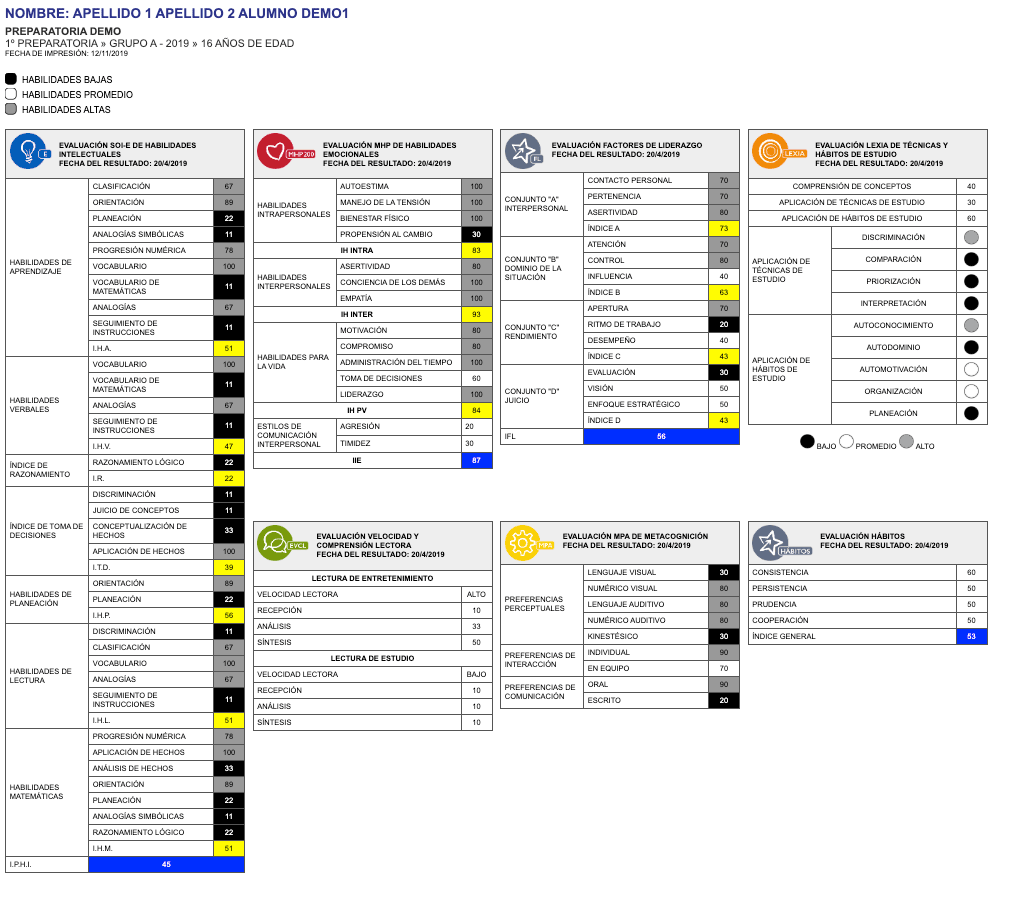 NOMBRE: APELLIDO 1 APELLIDO 2 ALUMNO DEMO1
PREPARATORIA DEMO
1º PREPARATORIA » GRUPO A - 2019 » 16 AÑOS DE EDAD
FECHA DE IMPRESIÓN: 12/11/2019
HABILIDADES BAJAS
HABILIDADES PROMEDIO
HABILIDADES ALTAS
E
EVALUACIÓN SOI-E DE HABILIDADES
INTELECTUALES
FECHA DEL RESULTADO: 20/4/2019
HABILIDADES DE
APRENDIZAJE
CLASIFICACIÓN 67
ORIENTACIÓN 89
PLANEACIÓN 22
ANALOGÍAS SIMBÓLICAS 11
PROGRESIÓN NUMÉRICA 78
VOCABULARIO 100
VOCABULARIO DE
MATEMÁTICAS 11
ANALOGÍAS 67
SEGUIMIENTO DE
INSTRUCCIONES 11
I.H.A. 51
HABILIDADES
VERBALES
VOCABULARIO 100
VOCABULARIO DE
MATEMÁTICAS 11
ANALOGÍAS 67
SEGUIMIENTO DE
INSTRUCCIONES 11
I.H.V. 47
ÍNDICE DE
RAZONAMIENTO
RAZONAMIENTO LÓGICO 22
I.R. 22
ÍNDICE DE TOMA DE
DECISIONES
DISCRIMINACIÓN 11
JUICIO DE CONCEPTOS 11
CONCEPTUALIZACIÓN DE
HECHOS 33
APLICACIÓN DE HECHOS 100
I.T.D. 39
HABILIDADES DE
PLANEACIÓN
ORIENTACIÓN 89
PLANEACIÓN 22
I.H.P. 56
HABILIDADES DE
LECTURA
DISCRIMINACIÓN 11
CLASIFICACIÓN 67
VOCABULARIO 100
ANALOGÍAS 67
SEGUIMIENTO DE
INSTRUCCIONES 11
I.H.L. 51
HABILIDADES
MATEMÁTICAS
PROGRESIÓN NUMÉRICA 78
APLICACIÓN DE HECHOS 100
ANÁLISIS DE HECHOS 33
ORIENTACIÓN 89
PLANEACIÓN 22
ANALOGÍAS SIMBÓLICAS 11
RAZONAMIENTO LÓGICO 22
I.H.M. 51
I.P.H.I. 45
MHP200
EVALUACIÓN MHP DE HABILIDADES
EMOCIONALES
FECHA DEL RESULTADO: 20/4/2019
HABILIDADES
INTRAPERSONALES
AUTOESTIMA 100
MANEJO DE LA TENSIÓN 100
BIENESTAR FÍSICO 100
PROPENSIÓN AL CAMBIO 30
IH INTRA 83
HABILIDADES
INTERPERSONALES
ASERTIVIDAD 80
CONCIENCIA DE LOS DEMÁS 100
EMPATÍA 100
IH INTER 93
HABILIDADES PARA
LA VIDA
MOTIVACIÓN 80
COMPROMISO 80
ADMINISTRACIÓN DEL TIEMPO 100
TOMA DE DECISIONES 60
LIDERAZGO 100
IH PV 84
ESTILOS DE
COMUNICACIÓN
INTERPERSONAL
AGRESIÓN 20
TIMIDEZ 30
IIE 87
IFL
EVALUACIÓN FACTORES DE LIDERAZGO
FECHA DEL RESULTADO: 20/4/2019
CONJUNTO "A"
INTERPERSONAL
CONTACTO PERSONAL 70
PERTENENCIA 70
ASERTIVIDAD 80
ÍNDICE A 73
CONJUNTO "B"
DOMINIO DE LA
SITUACIÓN
ATENCIÓN 70
CONTROL 80
INFLUENCIA 40
ÍNDICE B 63
CONJUNTO "C"
RENDIMIENTO
APERTURA 70
RITMO DE TRABAJO 20
DESEMPEÑO 40
ÍNDICE C 43
CONJUNTO "D"
JUICIO
EVALUACIÓN 30
VISIÓN 50
ENFOQUE ESTRATÉGICO 50
ÍNDICE D 43
IFL 56
LEXIA
EVALUACIÓN LEXIA DE TÉCNICAS Y
HÁBITOS DE ESTUDIO
FECHA DEL RESULTADO: 20/4/2019
COMPRENSIÓN DE CONCEPTOS 40
APLICACIÓN DE TÉCNICAS DE ESTUDIO 30
APLICACIÓN DE HÁBITOS DE ESTUDIO 60
APLICACIÓN DE
TÉCNICAS DE
ESTUDIO
DISCRIMINACIÓN
COMPARACIÓN
PRIORIZACIÓN
INTERPRETACIÓN
APLICACIÓN DE
HÁBITOS DE
ESTUDIO
AUTOCONOCIMIENTO
AUTODOMINIO
AUTOMOTIVACIÓN
ORGANIZACIÓN
PLANEACIÓN
BAJO PROMEDIO ALTO
EVCL
EVALUACIÓN VELOCIDAD Y
COMPRENSIÓN LECTORA
FECHA DEL RESULTADO: 20/4/2019
LECTURA DE ENTRETENIMIENTO
VELOCIDAD LECTORA ALTO
RECEPCIÓN 10
ANÁLISIS 33
SÍNTESIS 50
LECTURA DE ESTUDIO
VELOCIDAD LECTORA BAJO
RECEPCIÓN 10
ANÁLISIS 10
SÍNTESIS 10
MPA
EVALUACIÓN MPA DE METACOGNICIÓN
FECHA DEL RESULTADO: 20/4/2019
PREFERENCIAS
PERCEPTUALES
LENGUAJE VISUAL 30
NUMÉRICO VISUAL 80
LENGUAJE AUDITIVO 80
NUMÉRICO AUDITIVO 80
KINESTÉSICO 30
PREFERENCIAS DE
INTERACCIÓN
INDIVIDUAL 90
EN EQUIPO 70
PREFERENCIAS DE
COMUNICACIÓN
ORAL 90
ESCRITO 20
HÁBITOS
EVALUACIÓN HÁBITOS
FECHA DEL RESULTADO: 20/4/2019
CONSISTENCIA 60
PERSISTENCIA 50
PRUDENCIA 50
COOPERACIÓN 50
ÍNDICE GENERAL 53